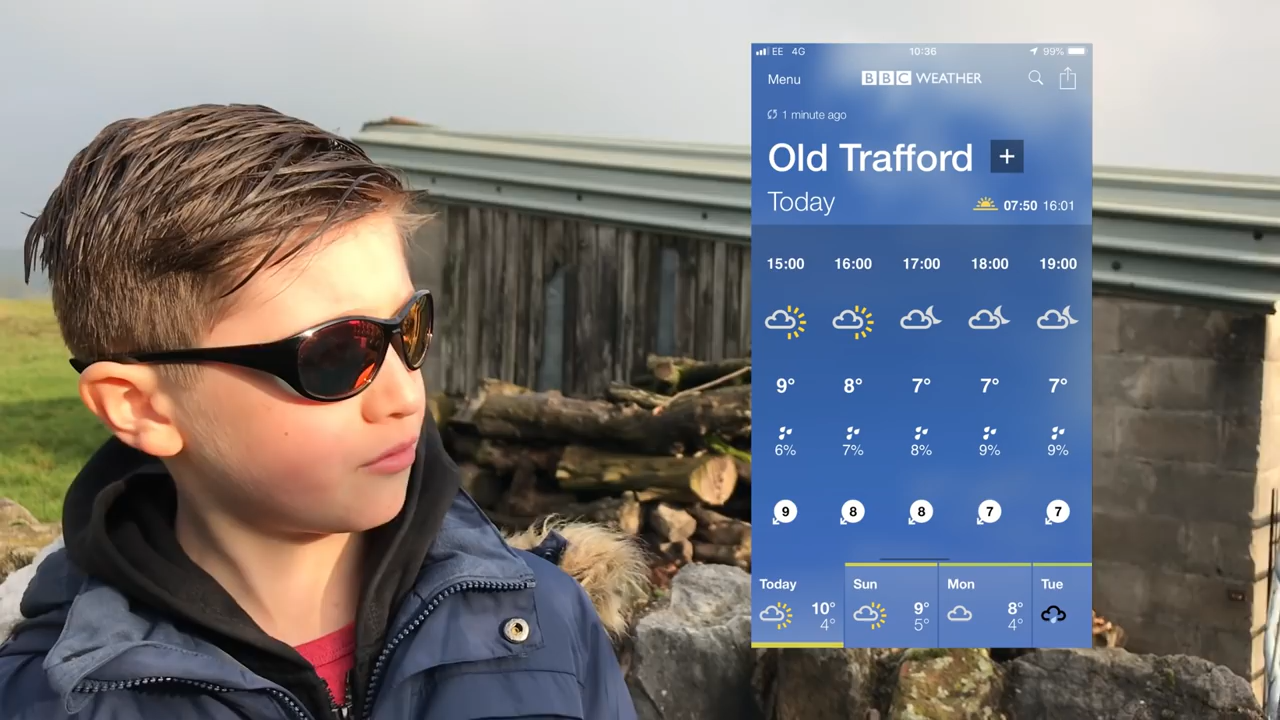 EE 4G 10:36 99%
Menu BBC WEATHER
1 minute ago
Old Trafford +
Today 07:50 16:01
15:00 16:00 17:00 18:00 19:00
9° 8° 7° 7° 7°
6% 7% 8% 9% 9%
9 8 8 7 7
Today Sun Mon Tue
10° 9° 8°
4° 5° 4°